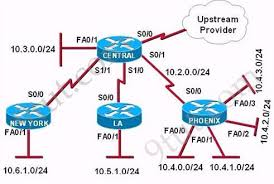 Upstream
Provider
FA0/1
S0/0
10.3.0.0/24
CENTRAL
S0/1
S1/1
S1/0
10.2.0.0/24
10.4.3.0/24
S0/0
S0/0
S0/0
FA0/3
10.4.2.0/24
NEW YORK
LA
PHOENIX
FA0/2
FA0/1
FA0/1
FA0/0
FA0/1
10.6.1.0/24
10.5.1.0/24
10.4.0.0/24
10.4.1.0/24